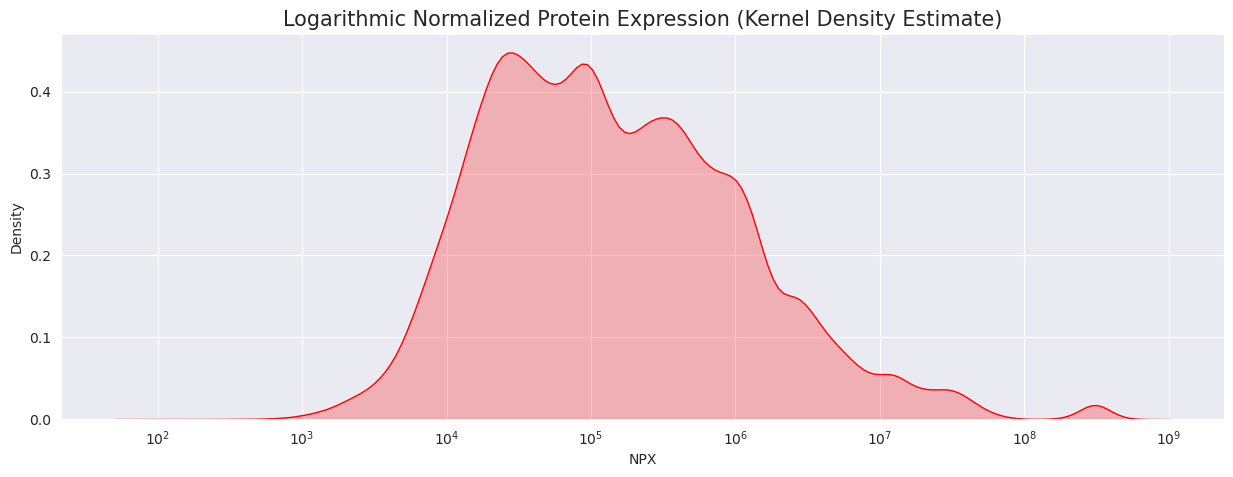 Logarithmic Normalized Protein Expression (Kernel Density Estimate)
Density
0.4
0.3
0.2
0.1
0.0
10² 10³ 10⁴ 10⁵ 10⁶ 10⁷ 10⁸ 10⁹
NPX